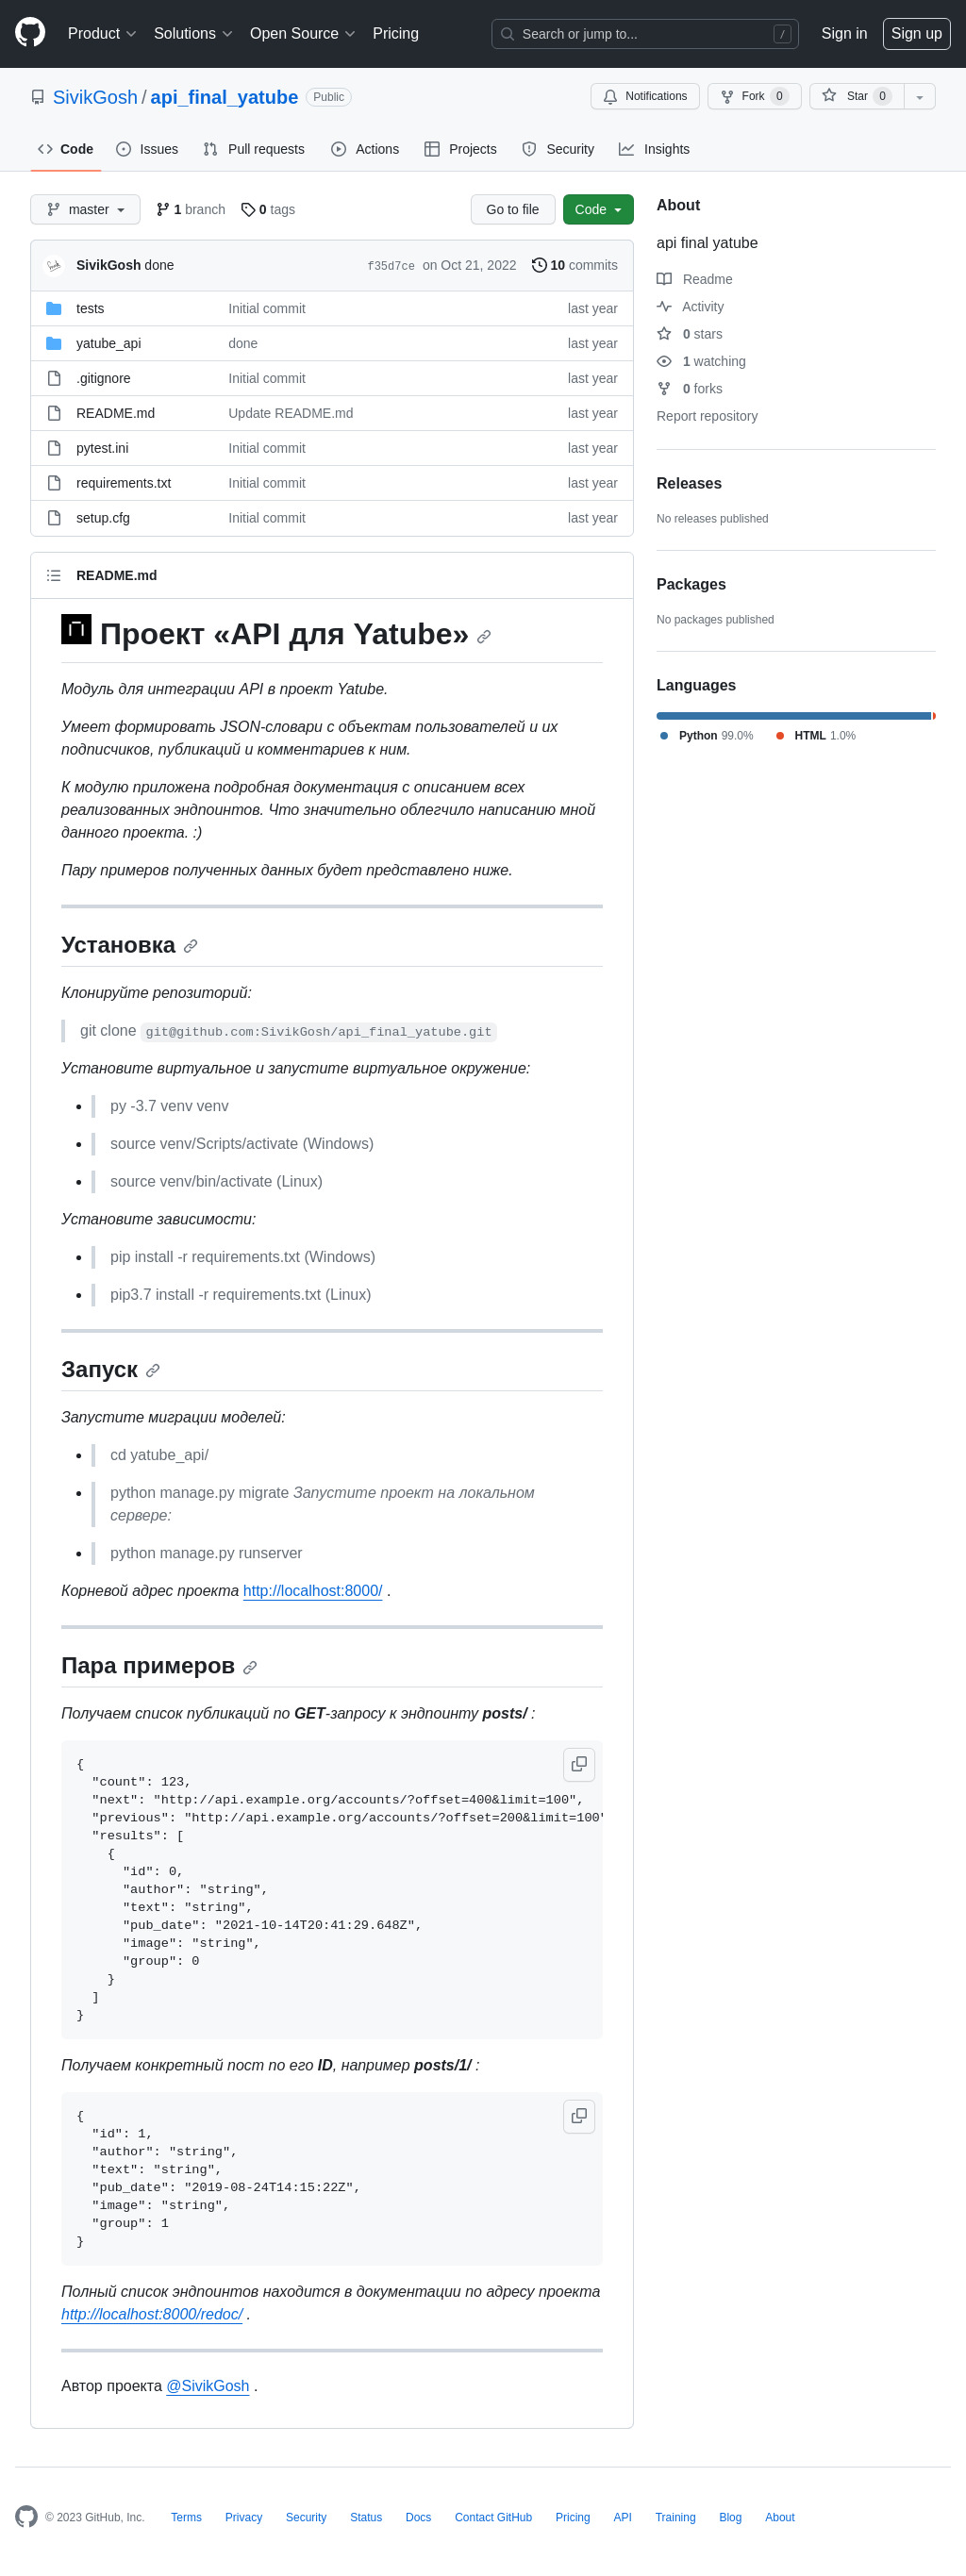 Product Solutions Open Source Pricing Search or jump to... / Sign in Sign up
SivikGosh / api_final_yatube Public Notifications Fork 0 Star 0
Code Issues Pull requests Actions Projects Security Insights
master 1 branch 0 tags Go to file Code
SivikGosh done f35d7ce on Oct 21, 2022 10 commits
tests Initial commit last year
yatube_api done last year
.gitignore Initial commit last year
README.md Update README.md last year
pytest.ini Initial commit last year
requirements.txt Initial commit last year
setup.cfg Initial commit last year
README.md
Проект «API для Yatube»
Модуль для интеграции API в проект Yatube.
Умеет формировать JSON-словари с объектам пользователей и их
подписчиков, публикаций и комментариев к ним.
К модулю приложена подробная документация с описанием всех
реализованных эндпоинтов. Что значительно облегчило написанию мной
данного проекта. :)
Пару примеров полученных данных будет представлено ниже.
Установка
Клонируйте репозиторий:
git clone git@github.com:SivikGosh/api_final_yatube.git
Установите виртуальное и запустите виртуальное окружение:
py -3.7 venv venv
source venv/Scripts/activate (Windows)
source venv/bin/activate (Linux)
Установите зависимости:
pip install -r requirements.txt (Windows)
pip3.7 install -r requirements.txt (Linux)
Запуск
Запустите миграции моделей:
cd yatube_api/
python manage.py migrate Запустите проект на локальном
сервере:
python manage.py runserver
Корневой адрес проекта http://localhost:8000/ .
Пара примеров
Получаем список публикаций по GET-запросу к эндпоинту posts/ :
{
"count": 123,
"next": "http://api.example.org/accounts/?offset=400&limit=100",
"previous": "http://api.example.org/accounts/?offset=200&limit=100"
"results": [
{
"id": 0,
"author": "string",
"text": "string",
"pub_date": "2021-10-14T20:41:29.648Z",
"image": "string",
"group": 0
}
]
}
Получаем конкретный пост по его ID, например posts/1/ :
{
"id": 1,
"author": "string",
"text": "string",
"pub_date": "2019-08-24T14:15:22Z",
"image": "string",
"group": 1
}
Полный список эндпоинтов находится в документации по адресу проекта
http://localhost:8000/redoc/ .
Автор проекта @SivikGosh .
About
api final yatube
Readme
Activity
0 stars
1 watching
0 forks
Report repository
Releases
No releases published
Packages
No packages published
Languages
Python 99.0% HTML 1.0%
© 2023 GitHub, Inc. Terms Privacy Security Status Docs Contact GitHub Pricing API Training Blog About